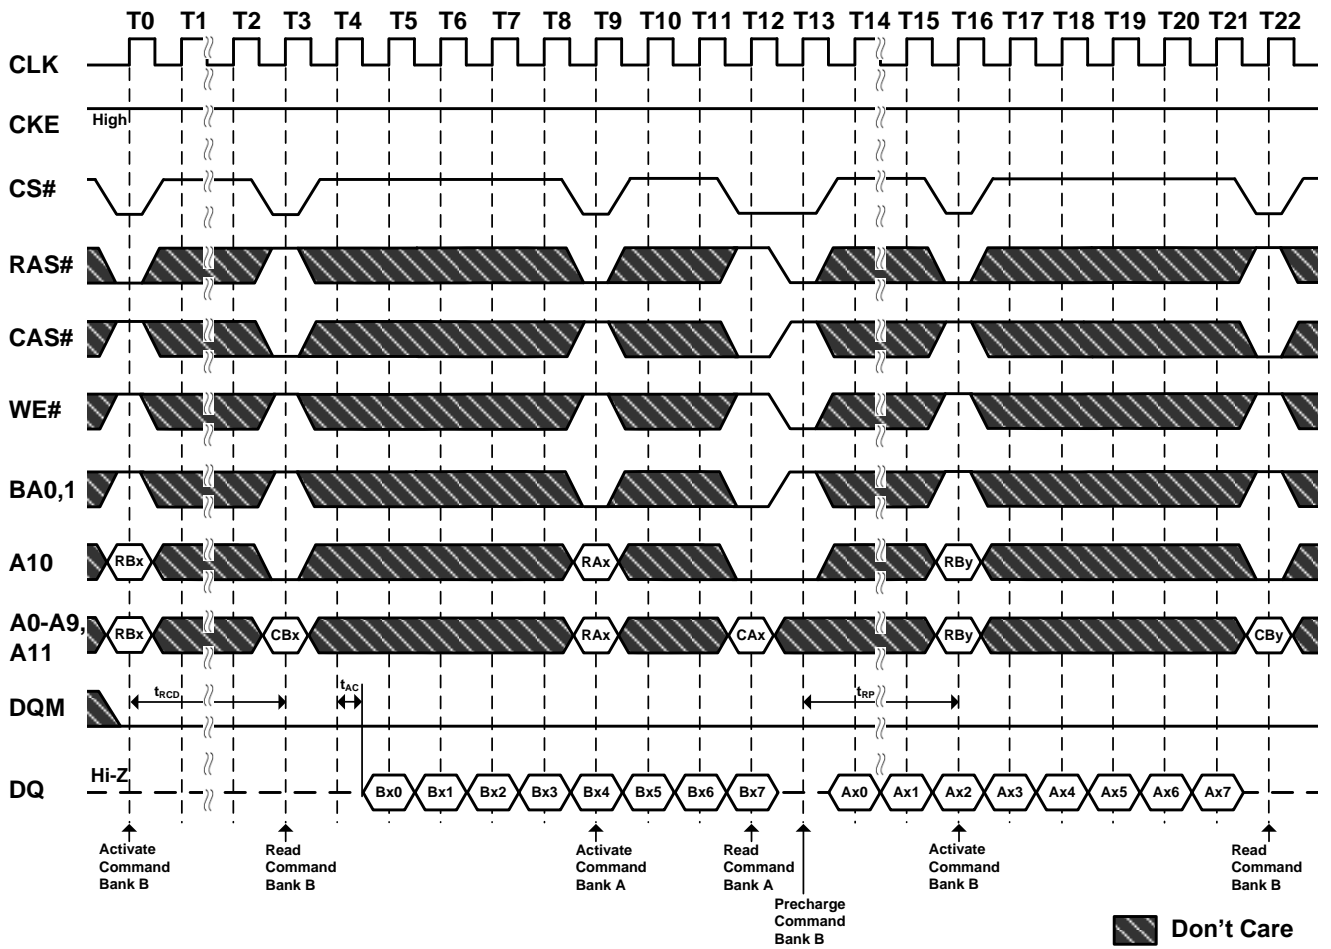 T0 T1 T2 T3 T4 T5 T6 T7 T8 T9 T10 T11 T12 T13 T14 T15 T16 T17 T18 T19 T20 T21 T22
CLK
CKE High
CS#
RAS#
CAS#
WE#
BA0,1
A10 RBx RAx RBy
A0-A9,
A11 RBx CBx RAx CAx RBy CBy
DQM tRCD tAC tRP
DQ Hi-Z Bx0 Bx1 Bx2 Bx3 Bx4 Bx5 Bx6 Bx7 Ax0 Ax1 Ax2 Ax3 Ax4 Ax5 Ax6 Ax7
Activate
Command
Bank B
Read
Command
Bank B
Activate
Command
Bank A
Read
Command
Bank A
Precharge
Command
Bank B
Activate
Command
Bank B
Read
Command
Bank B
Don't Care